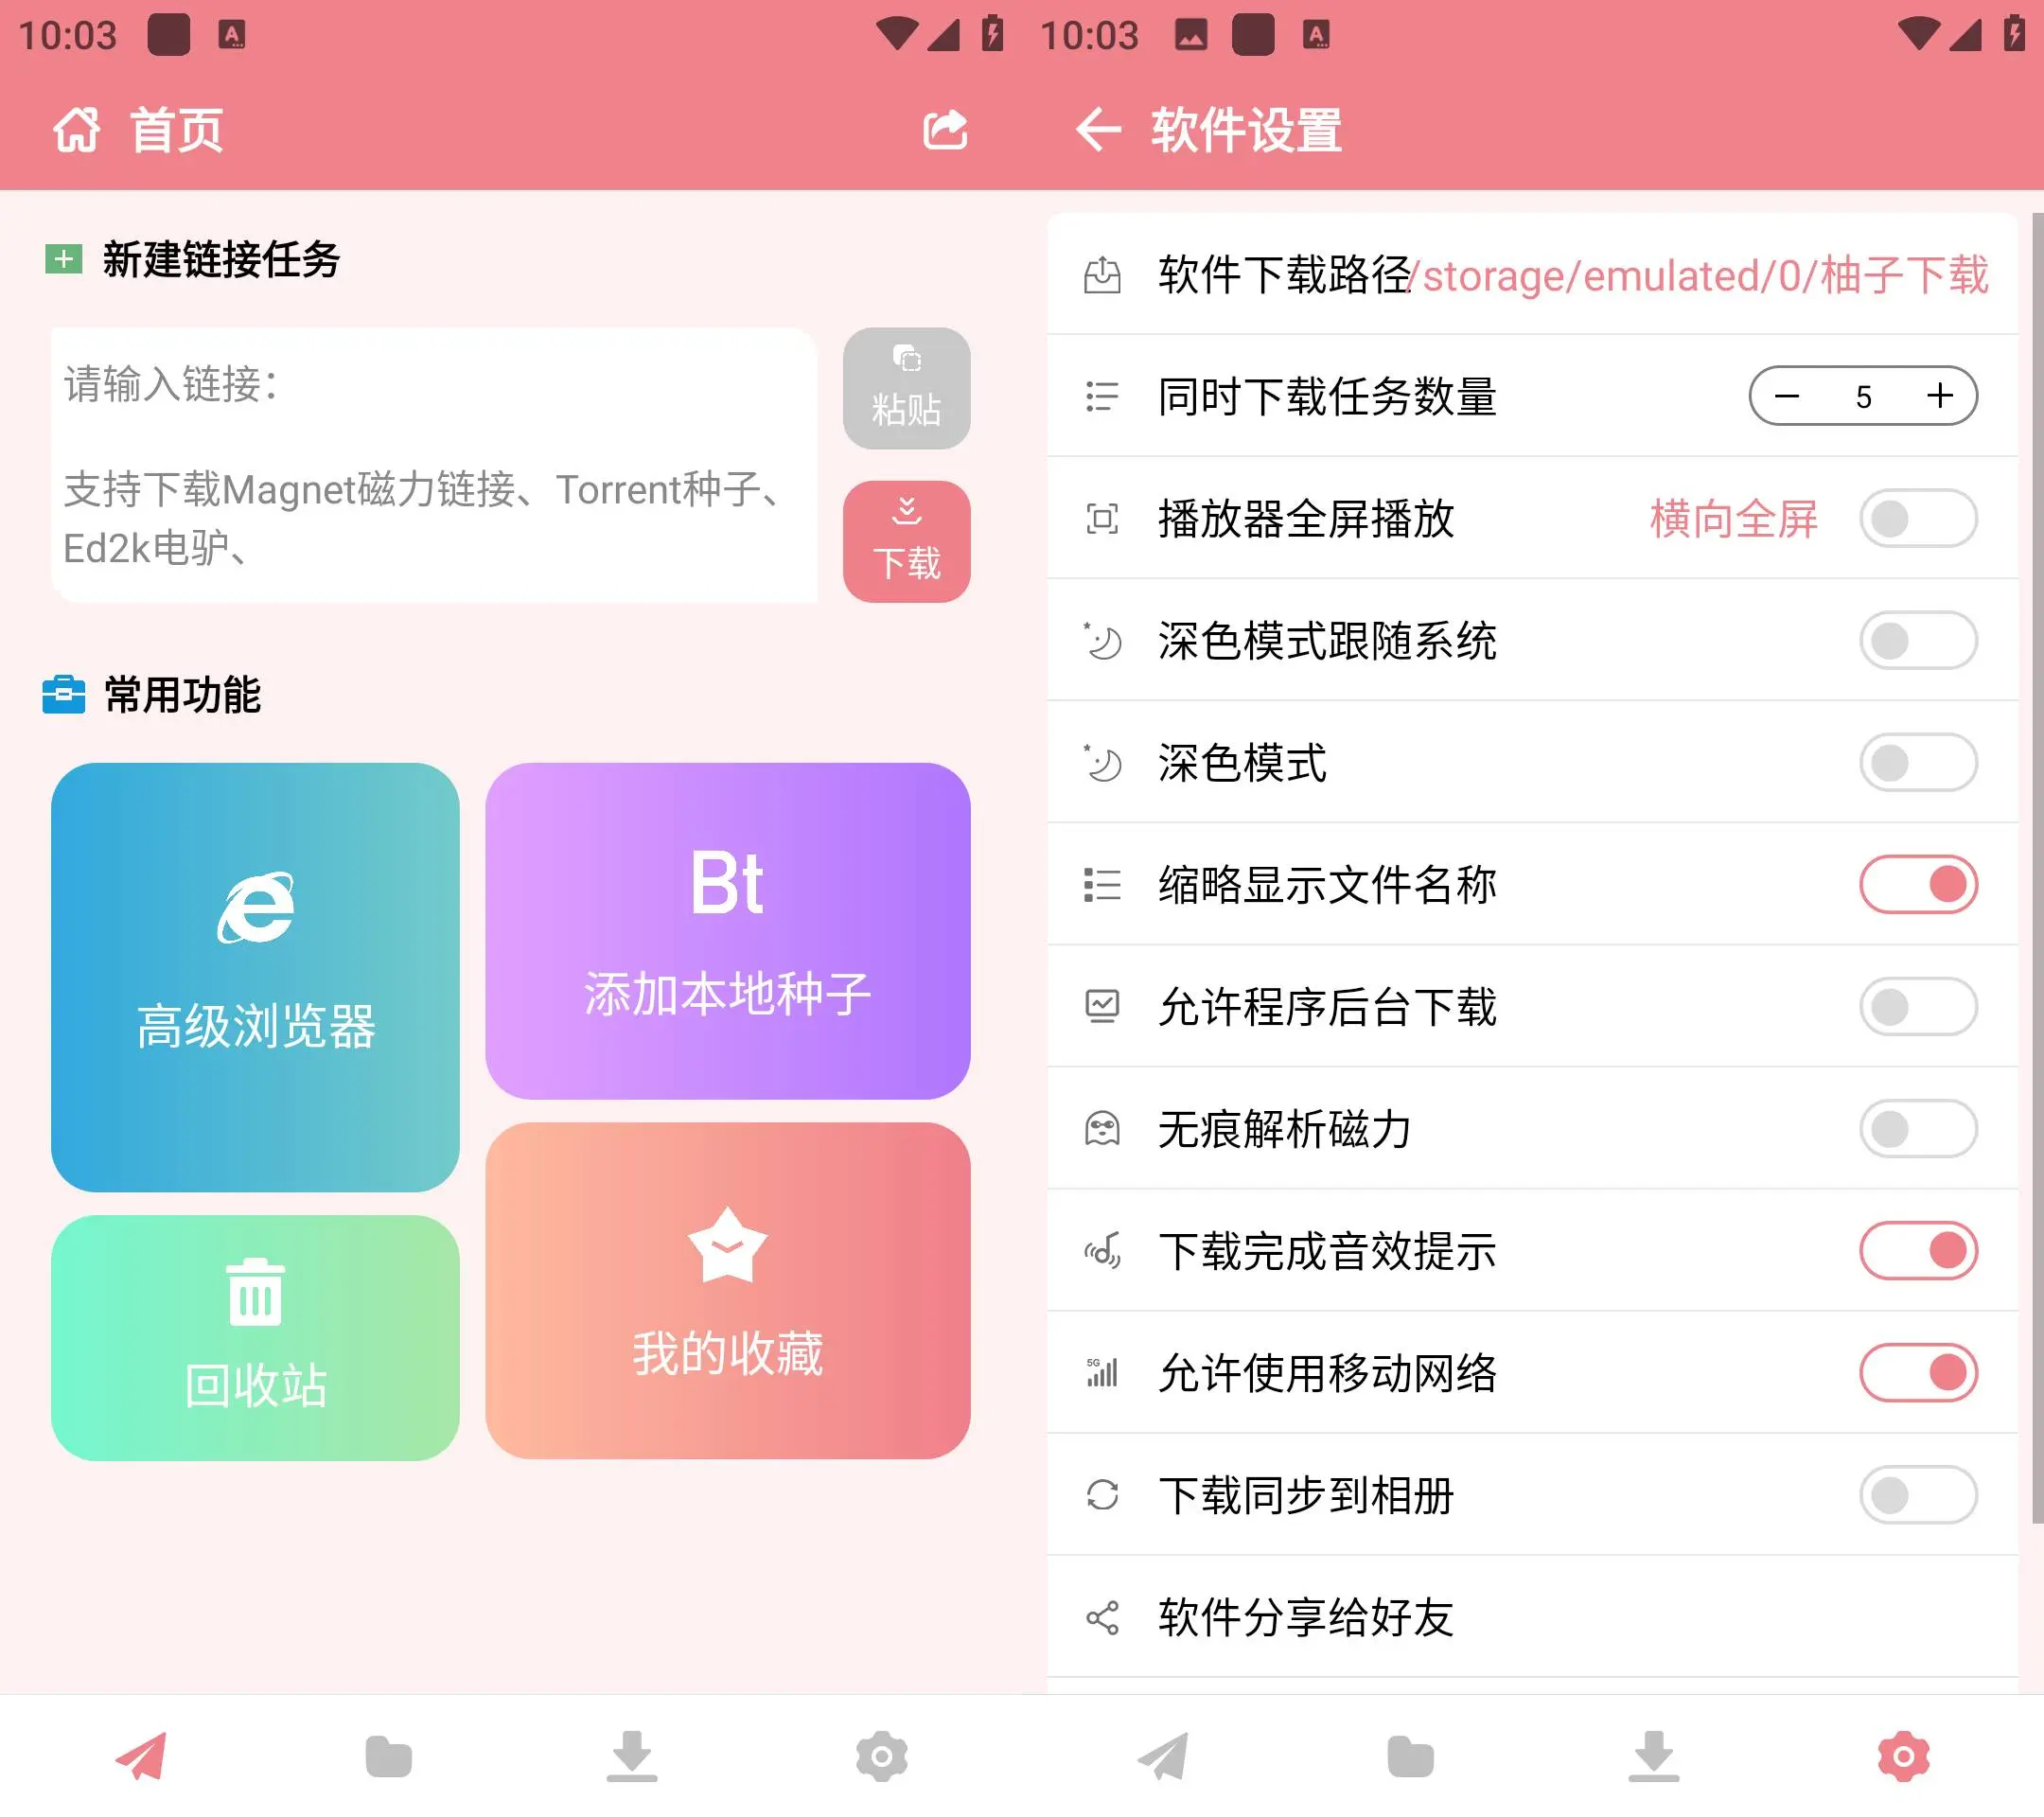 10:03
首页
新建链接任务
请输入链接：
支持下载Magnet磁力链接、Torrent种子、
Ed2k电驴、
粘贴
下载
常用功能
高级浏览器
Bt
添加本地种子
回收站
我的收藏
10:03
软件设置
软件下载路径/storage/emulated/0/柚子下载
同时下载任务数量 5
播放器全屏播放 横向全屏
深色模式跟随系统
深色模式
缩略显示文件名称
允许程序后台下载
无痕解析磁力
下载完成音效提示
5G
允许使用移动网络
下载同步到相册
软件分享给好友